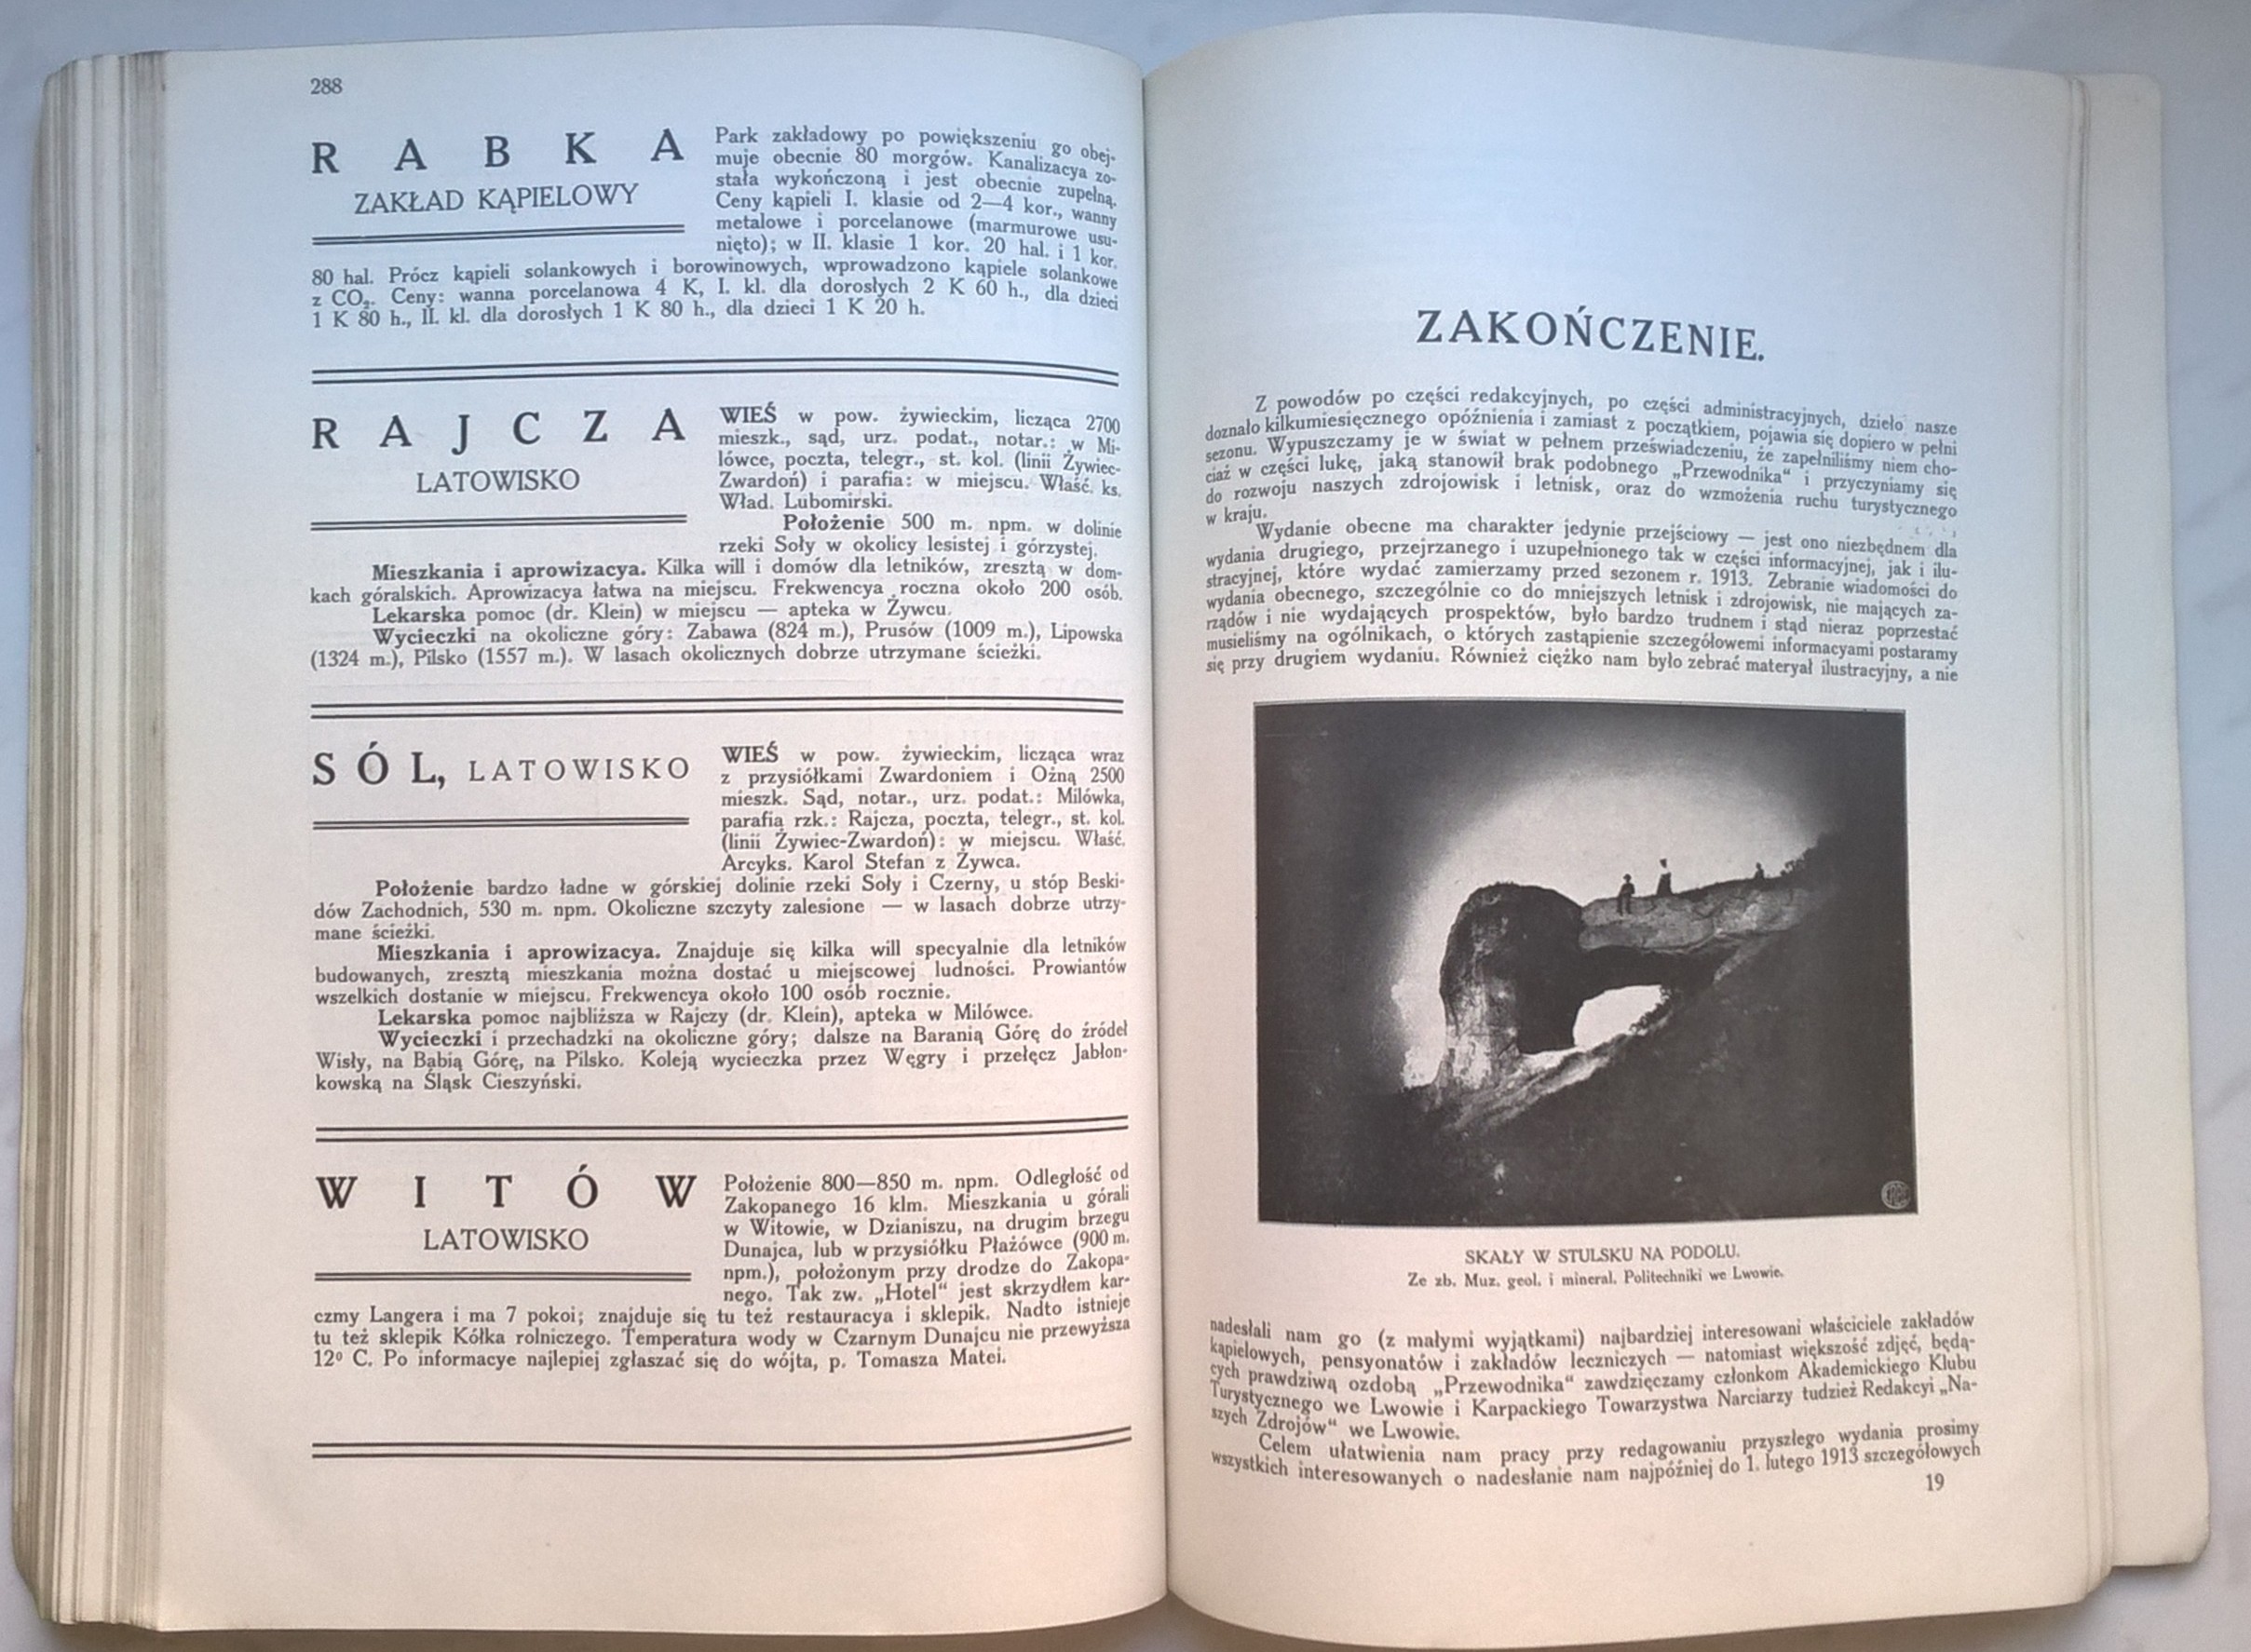 288
R A B K A
ZAKŁAD KĄPIELOWY
Park zakładowy po powiększeniu go obej-
muje obecnie 80 morgów. Kanalizacya zo-
stała wykończoną i jest obecnie zupełną.
Ceny kąpieli I. klasie od 2—4 kor., wanny
metalowe i porcelanowe (marmurowe usu-
nięto); w II. klasie 1 kor. 20 hal. i 1 kor.
80 hal. Prócz kąpieli solankowych i borowinowych, wprowadzono kąpiele solankowe
z CO₂. Ceny: wanna porcelanowa 4 K, I. kl. dla dorosłych 2 K 60 h., dla dzieci
1 K 80 h., II. kl. dla dorosłych 1 K 80 h., dla dzieci 1 K 20 h.
R A J C Z A
LATOWISKO
WIEŚ w pow. żywieckim, licząca 2700
mieszk., sąd, urz. podat., notar.: w Mi-
lówce, poczta, telegr., st. kol. (linii Żywiec-
Zwardoń) i parafia: w miejscu. Właść. ks.
Wład. Lubomirski.
Położenie 500 m. npm. w dolinie
rzeki Soły w okolicy lesistej i górzystej.
Mieszkania i aprowizacya. Kilka will i domów dla letników, zresztą w dom-
kach góralskich. Aprowizacya łatwa na miejscu. Frekwencya roczna około 200 osób.
Lekarska pomoc (dr. Klein) w miejscu — apteka w Żywcu.
Wycieczki na okoliczne góry: Zabawa (824 m.), Prusów (1009 m.), Lipowska
(1324 m.), Pilsko (1557 m.). W lasach okolicznych dobrze utrzymane ścieżki.
S Ó L, LATOWISKO
WIEŚ w pow. żywieckim, licząca wraz
z przysiółkami Zwardoniem i Ożną 2500
mieszk. Sąd, notar., urz. podat.: Milówka,
parafia rzk.: Rajcza, poczta, telegr., st. kol.
(linii Żywiec-Zwardoń): w miejscu. Właść.
Arcyks. Karol Stefan z Żywca.
Położenie bardzo ładne w górskiej dolinie rzeki Soły i Czerny, u stóp Beski-
dów Zachodnich, 530 m. npm. Okoliczne szczyty zalesione — w lasach dobrze utrzy-
mane ścieżki.
Mieszkania i aprowizacya. Znajduje się kilka will specyalnie dla letników
budowanych, zresztą mieszkania można dostać u miejscowej ludności. Prowiantów
wszelkich dostanie w miejscu. Frekwencya około 100 osób rocznie.
Lekarska pomoc najbliższa w Rajczy (dr. Klein), apteka w Milówce.
Wycieczki i przechadzki na okoliczne góry; dalsze na Baranią Górę do źródeł
Wisły, na Babią Górę, na Pilsko. Koleją wycieczka przez Węgry i przełęcz Jabłon-
kowską na Śląsk Cieszyński.
W I T Ó W
LATOWISKO
Położenie 800—850 m. npm. Odległość od
Zakopanego 16 klm. Mieszkania u górali
w Witowie, w Dzianiszu, na drugim brzegu
Dunajca, lub w przysiółku Płażówce (900 m.
npm.), położonym przy drodze do Zakopa-
nego. Tak zw. „Hotel“ jest skrzydłem kar-
czmy Langera i ma 7 pokoi; znajduje się tu też restauracya i sklepik. Nadto istnieje
tu też sklepik Kółka rolniczego. Temperatura wody w Czarnym Dunajcu nie przewyższa
12⁰ C. Po informacye najlepiej zgłaszać się do wójta, p. Tomasza Matei.
ZAKOŃCZENIE.
Z powodów po części redakcyjnych, po części administracyjnych, dzieło nasze
doznało kilkumiesięcznego opóźnienia i zamiast z początkiem, pojawia się dopiero w pełni
sezonu. Wypuszczamy je w świat w pełnem przeświadczeniu, że zapełniliśmy niem cho-
ciaż w części lukę, jaką stanowił brak podobnego „Przewodnika“ i przyczyniamy się
do rozwoju naszych zdrojowisk i letnisk, oraz do wzmożenia ruchu turystycznego
w kraju.
Wydanie obecne ma charakter jedynie przejściowy — jest ono niezbędnem dla
wydania drugiego, przejrzanego i uzupełnionego tak w części informacyjnej, jak i ilu-
stracyjnej, które wydać zamierzamy przed sezonem r. 1913. Zebranie wiadomości do
wydania obecnego, szczególnie co do mniejszych letnisk i zdrojowisk, nie mających za-
rządów i nie wydających prospektów, było bardzo trudnem i stąd nieraz poprzestać
musieliśmy na ogólnikach, o których zastąpienie szczegółowemi informacyami postaramy
się przy drugiem wydaniu. Również ciężko nam było zebrać materyał ilustracyjny, a nie
SKAŁY W STULSKU NA PODOLU.
Ze zb. Muz. geol. i mineral. Politechniki we Lwowie.
nadesłali nam go (z małymi wyjątkami) najbardziej interesowani właściciele zakładów
kąpielowych, pensyonatów i zakładów leczniczych — natomiast większość zdjęć, będą-
cych prawdziwą ozdobą „Przewodnika“ zawdzięczamy członkom Akademickiego Klubu
Turystycznego we Lwowie i Karpackiego Towarzystwa Narciarzy tudzież Redakcyi „Na-
szych Zdrojów“ we Lwowie.
Celem ułatwienia nam pracy przy redagowaniu przyszłego wydania prosimy
wszystkich interesowanych o nadesłanie nam najpóźniej do 1. lutego 1913 szczegółowych
19